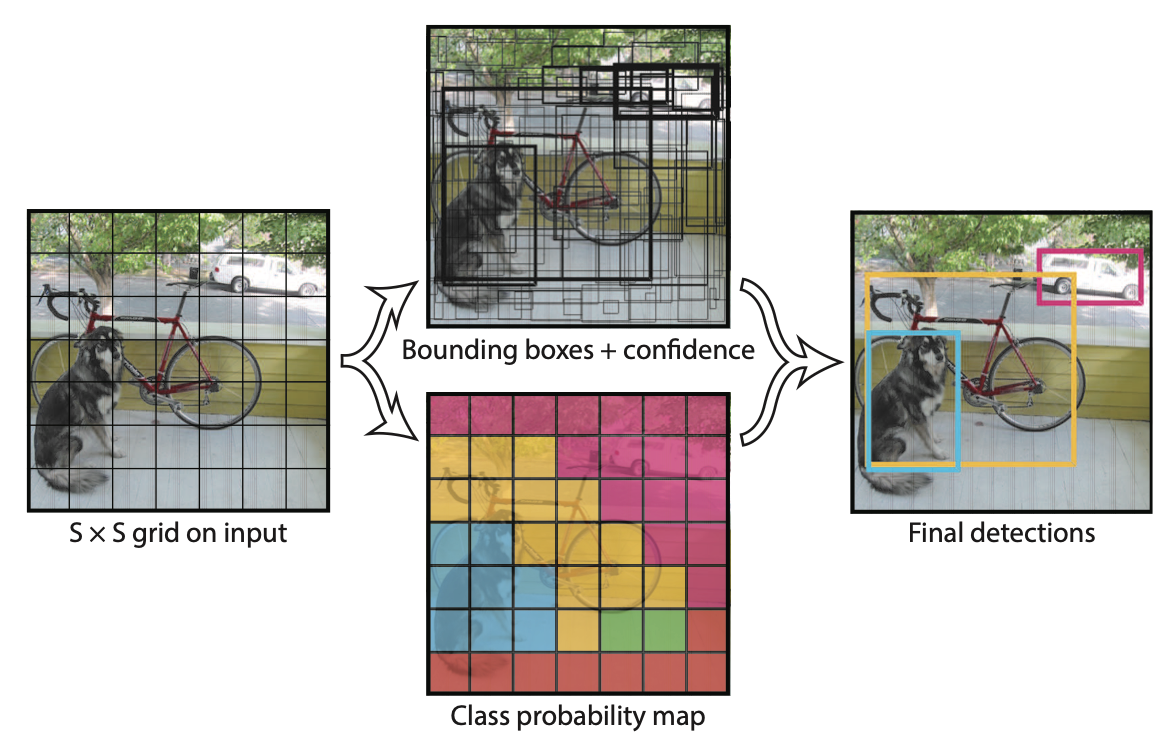 Bounding boxes + confidence
S × S grid on input
Final detections
Class probability map